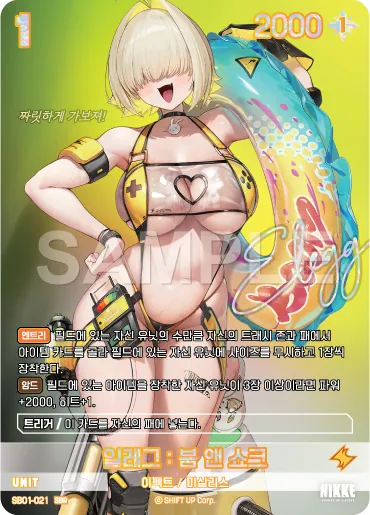 1
2000
1
짜릿하게 가보지!
SAMPLE
Elegg
엔트리 필드에 있는 자신 유닛의 수만큼 자신의 드래시 존과 패에서
아이템 카드를 골라 필드에 있는 자신 유닛에 사이즈를 무시하고 1장씩
장착한다.
암드 필드에 있는 아이템을 장착한 자신 유닛이 3장 이상이라면 파워
+2000, 히트+1.
트리거 / 이 카드를 자신의 패에 넣는다.
일레그 : 붐 앤 쇼크
UNIT
이펙트 / 미실리스
SB01-021
© SHIFT UP Corp.
NIKKE